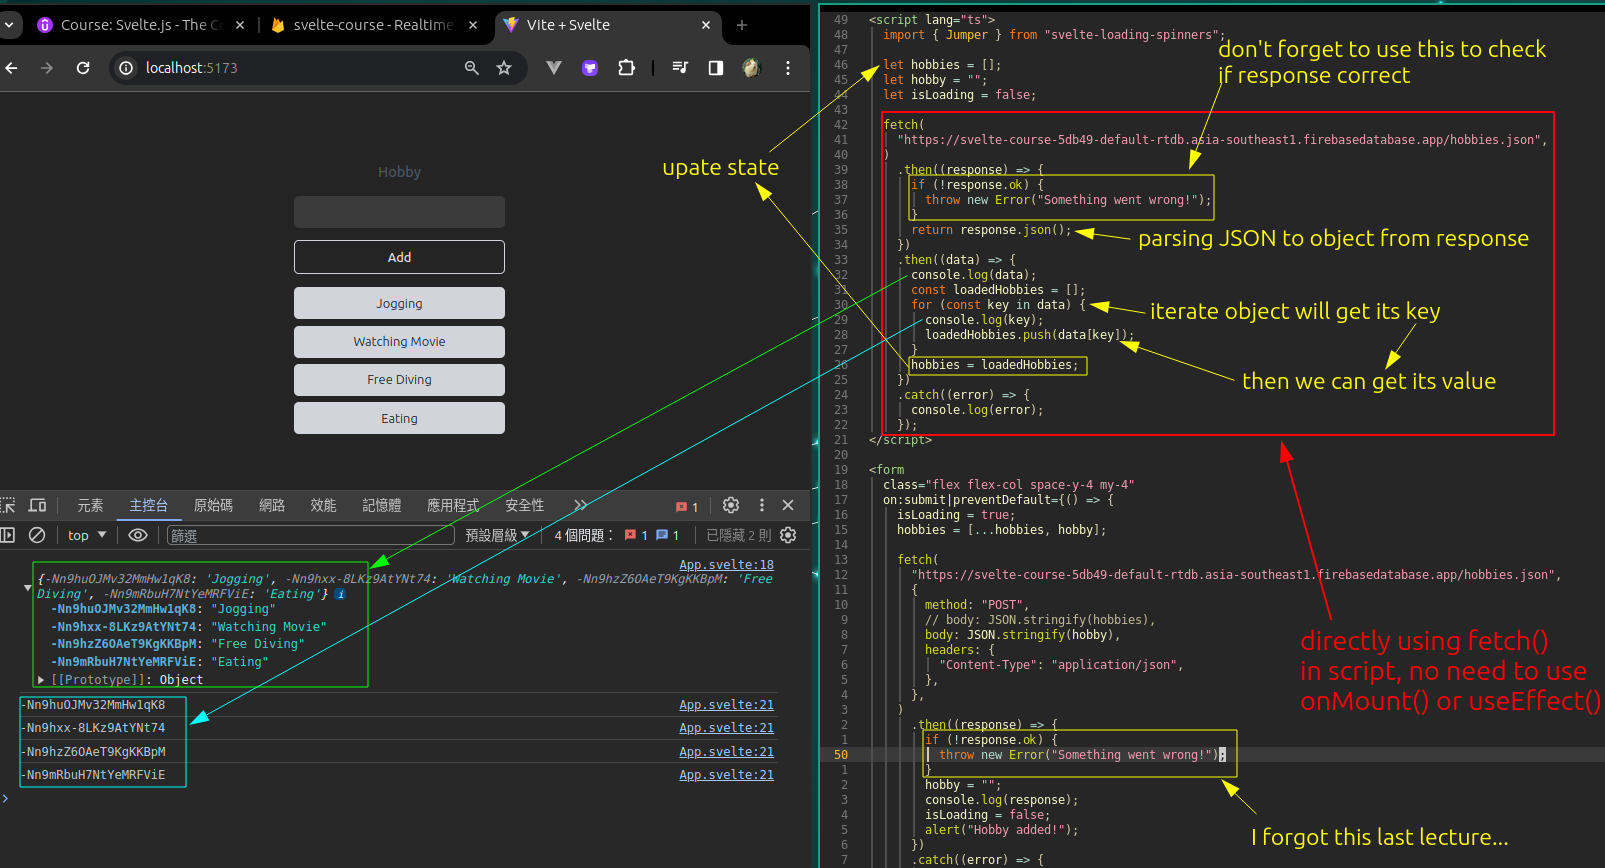 Course: Svelte.js - The Co
svelte-course - Realtime
Vite + Svelte
localhost:5173
Hobby
Add
Jogging
Watching Movie
Free Diving
Eating
元素
主控台
原始碼
網路
效能
記憶體
應用程式
安全性
1
top
篩選
預設層級
4 個問題：
1
1
已隱藏 2 則
App.svelte:18
{-Nn9huOJMv32MmHw1qK8: 'Jogging', -Nn9hxx-8LKz9AtYNt74: 'Watching Movie', -Nn9hzZ6OAeT9KgKKBpM: 'Free
Diving', -Nn9mRbuH7NtYeMRFViE: 'Eating'} i
-Nn9huOJMv32MmHw1qK8: "Jogging"
-Nn9hxx-8LKz9AtYNt74: "Watching Movie"
-Nn9hzZ6OAeT9KgKKBpM: "Free Diving"
-Nn9mRbuH7NtYeMRFViE: "Eating"
[[Prototype]]: Object
-Nn9huOJMv32MmHw1qK8 App.svelte:21
-Nn9hxx-8LKz9AtYNt74 App.svelte:21
-Nn9hzZ6OAeT9KgKKBpM App.svelte:21
-Nn9mRbuH7NtYeMRFViE App.svelte:21
upate state
49 <script lang="ts">
48 import { Jumper } from "svelte-loading-spinners";
47
46 let hobbies = [];
45 let hobby = "";
44 let isLoading = false;
43
42 fetch(
41 "https://svelte-course-5db49-default-rtdb.asia-southeast1.firebasedatabase.app/hobbies.json",
40 )
39 .then((response) => {
38 if (!response.ok) {
37 throw new Error("Something went wrong!");
36 }
35 return response.json();
34 })
33 .then((data) => {
32 console.log(data);
31 const loadedHobbies = [];
30 for (const key in data) {
29 console.log(key);
28 loadedHobbies.push(data[key]);
27 }
26 hobbies = loadedHobbies;
25 })
24 .catch((error) => {
23 console.log(error);
22 });
21 </script>
20
19 <form
18 class="flex flex-col space-y-4 my-4"
17 on:submit|preventDefault={() => {
16 isLoading = true;
15 hobbies = [...hobbies, hobby];
14
13 fetch(
12 "https://svelte-course-5db49-default-rtdb.asia-southeast1.firebasedatabase.app/hobbies.json",
11 {
10 method: "POST",
9 // body: JSON.stringify(hobbies),
8 body: JSON.stringify(hobby),
7 headers: {
6 "Content-Type": "application/json",
5 },
4 },
3 )
2 .then((response) => {
1 if (!response.ok) {
50 throw new Error("Something went wrong!");
1 }
2 hobby = "";
3 console.log(response);
4 isLoading = false;
5 alert("Hobby added!");
6 })
7 .catch((error) => {
don't forget to use this to check
if response correct
parsing JSON to object from response
iterate object will get its key
then we can get its value
directly using fetch()
in script, no need to use
onMount() or useEffect()
I forgot this last lecture...